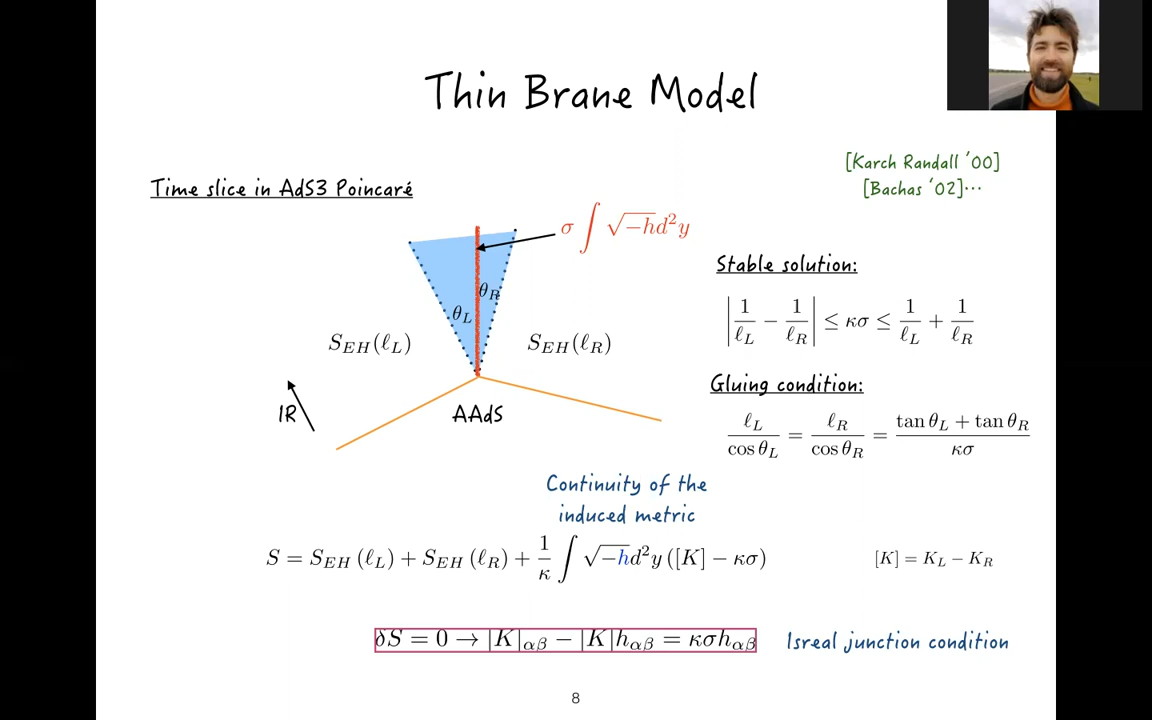 Thin Brane Model
[Karch Randall '00]
[Bachas '02]...
Time slice in AdS3 Poincaré
σ ∫ √−h d²y
θ_R
θ_L
S_EH(ℓ_L)
S_EH(ℓ_R)
IR
AAdS
Stable solution:
|1/ℓ_L − 1/ℓ_R| ≤ κσ ≤ 1/ℓ_L + 1/ℓ_R
Gluing condition:
ℓ_L/cos θ_L = ℓ_R/cos θ_R = (tan θ_L + tan θ_R)/κσ
Continuity of the
induced metric
S = S_EH (ℓ_L) + S_EH (ℓ_R) + 1/κ ∫ √−h d²y ([K] − κσ)
[K] = K_L − K_R
δS = 0 → [K]_αβ − [K]h_αβ = κσh_αβ
Isreal junction condition
8